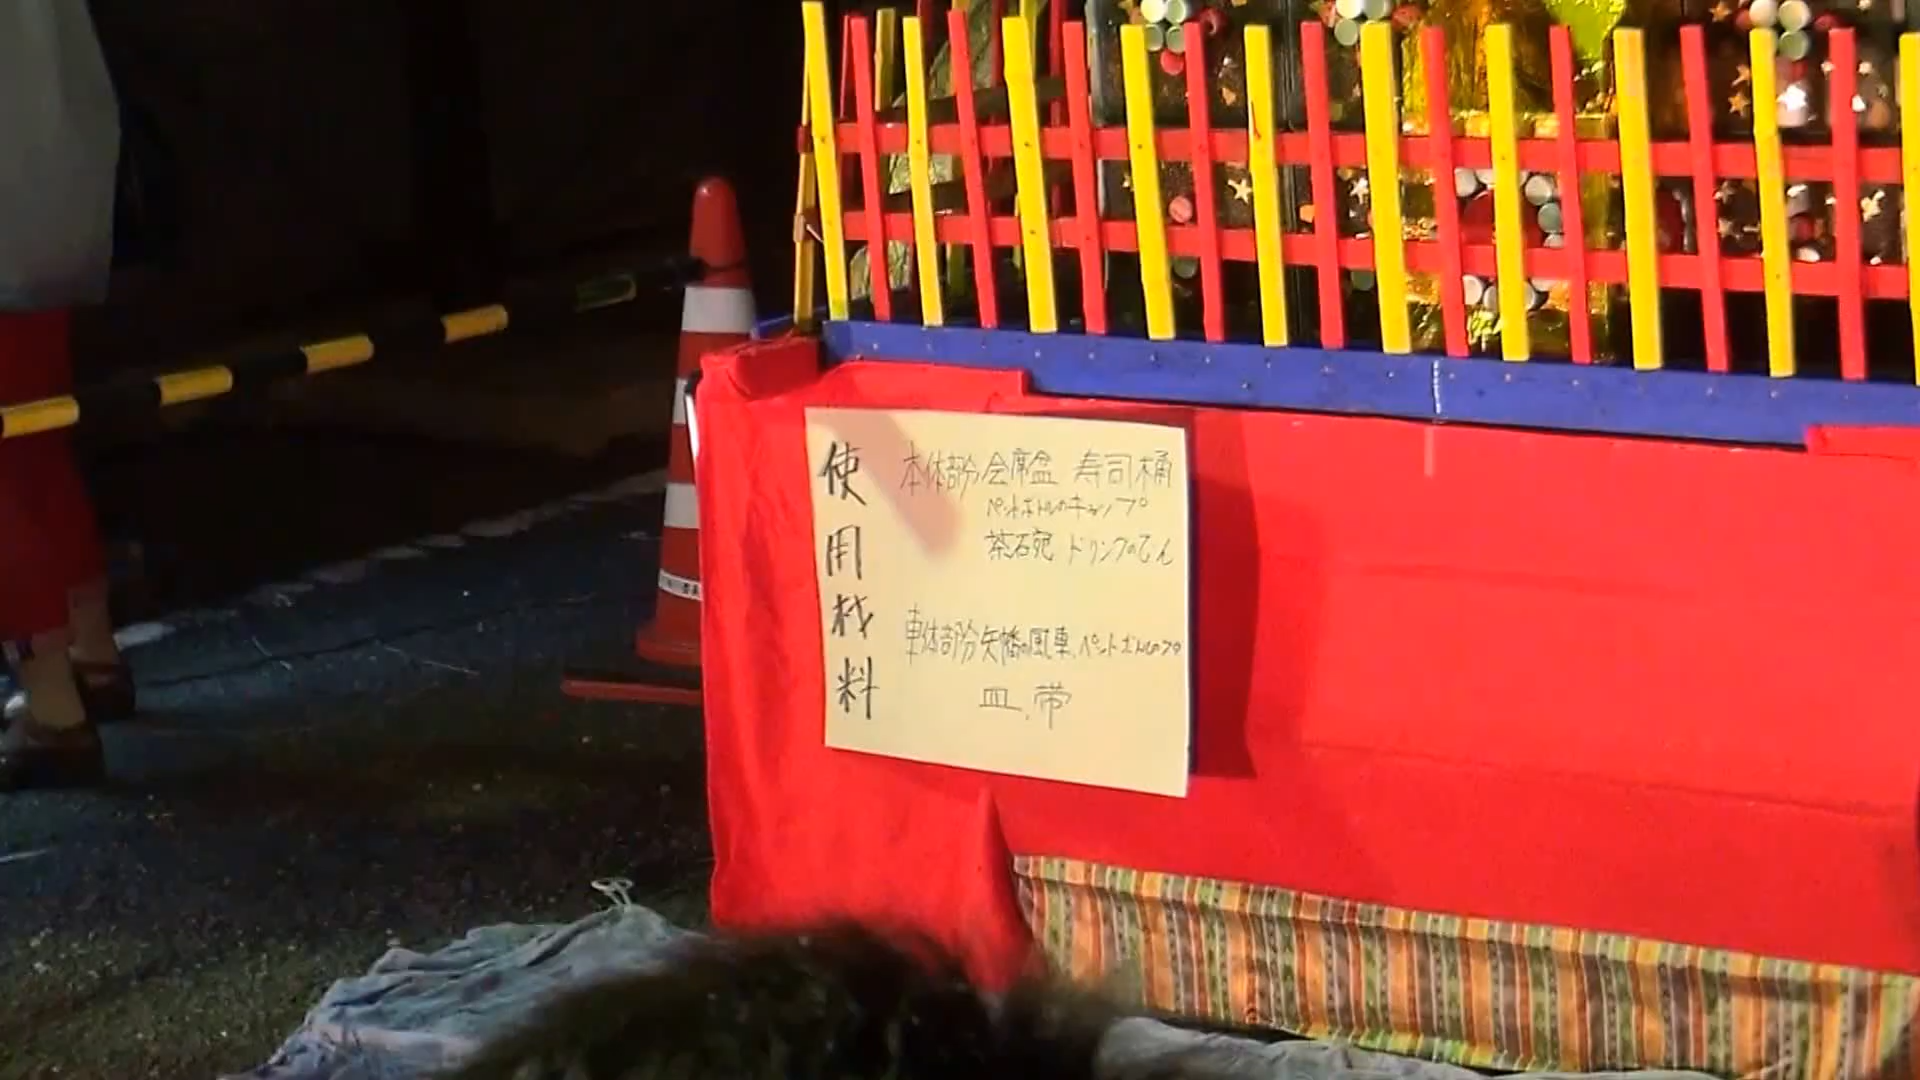 使用材料
本体部分 会席盆 寿司桶
ペットボトルのキャップ
茶石宛 ドリンクのびん
車体部分 矢幡の風車、ペットボトルのフタ
皿、帯